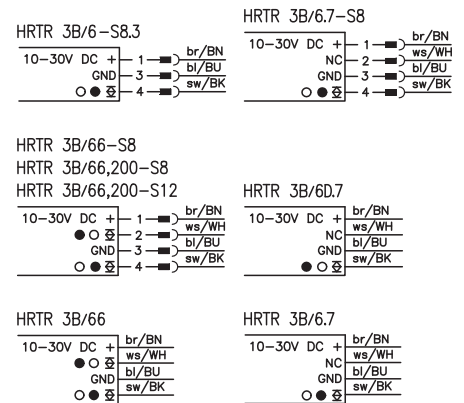 HRTR 3B/6-S8.3
10-30V DC + 1 br/BN
GND 3 bl/BU
4 sw/BK
HRTR 3B/6.7-S8
10-30V DC + 1 br/BN
NC 2 ws/WH
GND 3 bl/BU
4 sw/BK
HRTR 3B/66-S8
HRTR 3B/66,200-S8
HRTR 3B/66,200-S12
10-30V DC + 1 br/BN
2 ws/WH
GND 3 bl/BU
4 sw/BK
HRTR 3B/6D.7
10-30V DC + br/BN
NC ws/WH
GND bl/BU
sw/BK
HRTR 3B/66
10-30V DC + br/BN
ws/WH
GND bl/BU
sw/BK
HRTR 3B/6.7
10-30V DC + br/BN
NC ws/WH
GND bl/BU
sw/BK